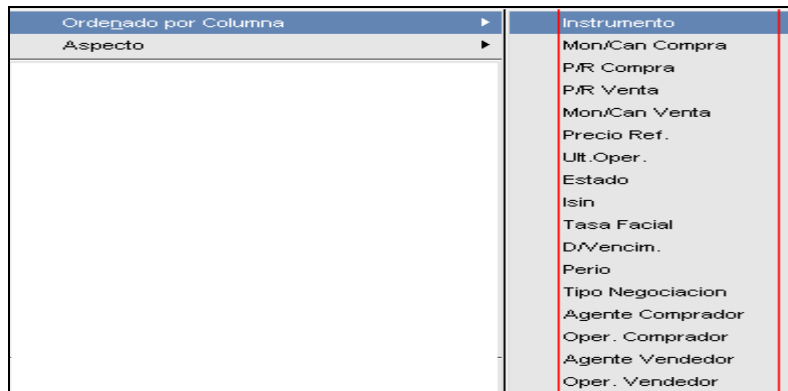 Ordenado por Columna
Aspecto
Instrumento
Mon/Can Compra
P/R Compra
P/R Venta
Mon/Can Venta
Precio Ref.
Ult.Oper.
Estado
Isin
Tasa Facial
D/Vencim.
Perio
Tipo Negociacion
Agente Comprador
Oper. Comprador
Agente Vendedor
Oper. Vendedor